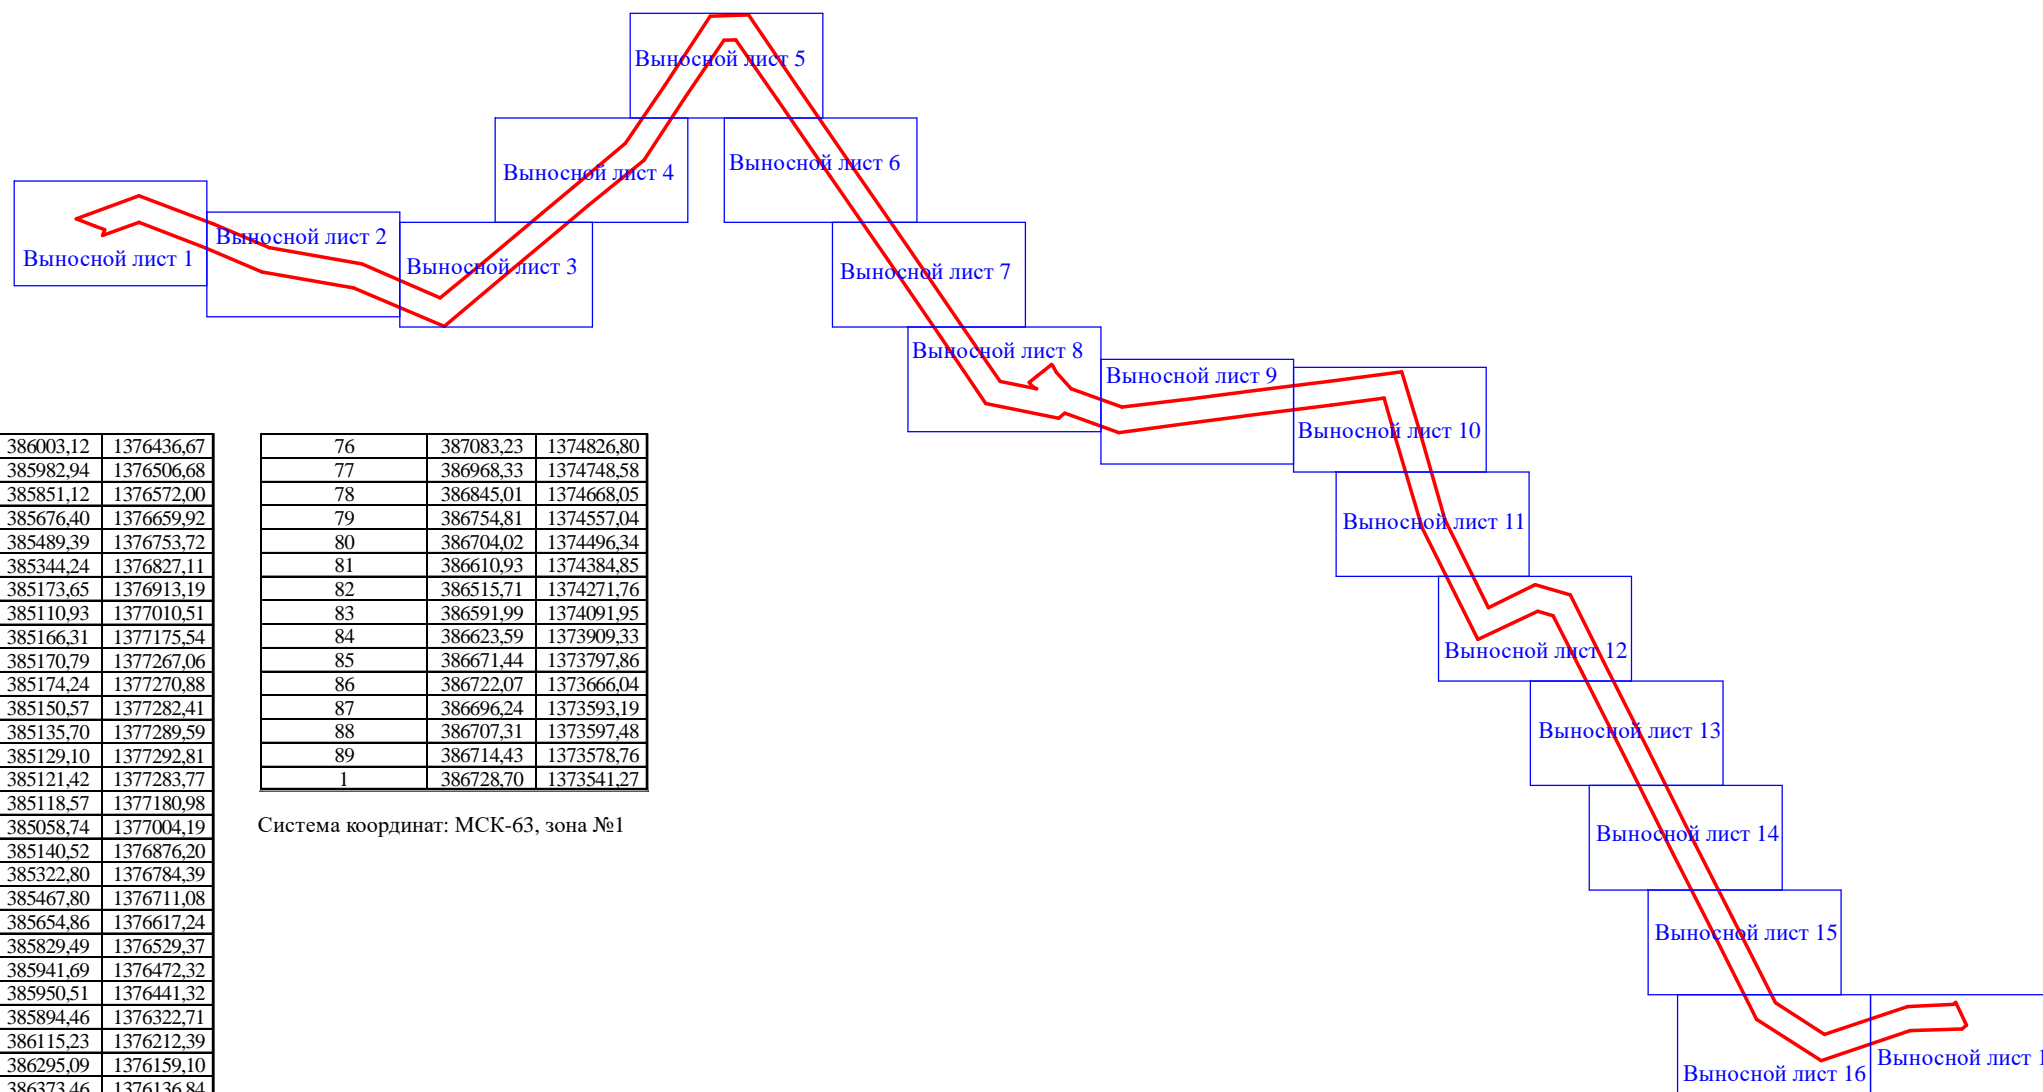 Выносной лист 5
Выносной лист 6
Выносной лист 4
Выносной лист 2
Выносной лист 1
Выносной лист 3
Выносной лист 7
Выносной лист 8
Выносной лист 9
Выносной лист 10
Выносной лист 11
Выносной лист 12
Выносной лист 13
Выносной лист 14
Выносной лист 15
Выносной лист 16
Выносной лист 1
386003,12 1376436,67
385982,94 1376506,68
385851,12 1376572,00
385676,40 1376659,92
385489,39 1376753,72
385344,24 1376827,11
385173,65 1376913,19
385110,93 1377010,51
385166,31 1377175,54
385170,79 1377267,06
385174,24 1377270,88
385150,57 1377282,41
385135,70 1377289,59
385129,10 1377292,81
385121,42 1377283,77
385118,57 1377180,98
385058,74 1377004,19
385140,52 1376876,20
385322,80 1376784,39
385467,80 1376711,08
385654,86 1376617,24
385829,49 1376529,37
385941,69 1376472,32
385950,51 1376441,32
385894,46 1376322,71
386115,23 1376212,39
386295,09 1376159,10
386373,46 1376136,84
76 387083,23 1374826,80
77 386968,33 1374748,58
78 386845,01 1374668,05
79 386754,81 1374557,04
80 386704,02 1374496,34
81 386610,93 1374384,85
82 386515,71 1374271,76
83 386591,99 1374091,95
84 386623,59 1373909,33
85 386671,44 1373797,86
86 386722,07 1373666,04
87 386696,24 1373593,19
88 386707,31 1373597,48
89 386714,43 1373578,76
1 386728,70 1373541,27
Система координат: МСК-63, зона №1